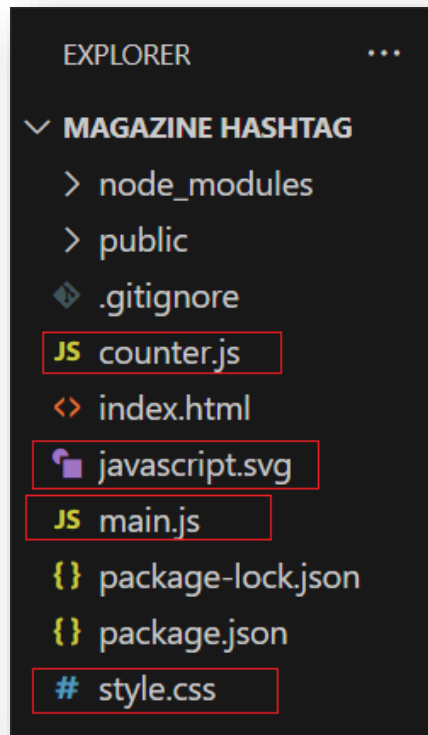 EXPLORER ...
MAGAZINE HASHTAG
node_modules
public
.gitignore
JS counter.js
<> index.html
javascript.svg
JS main.js
{} package-lock.json
{} package.json
# style.css